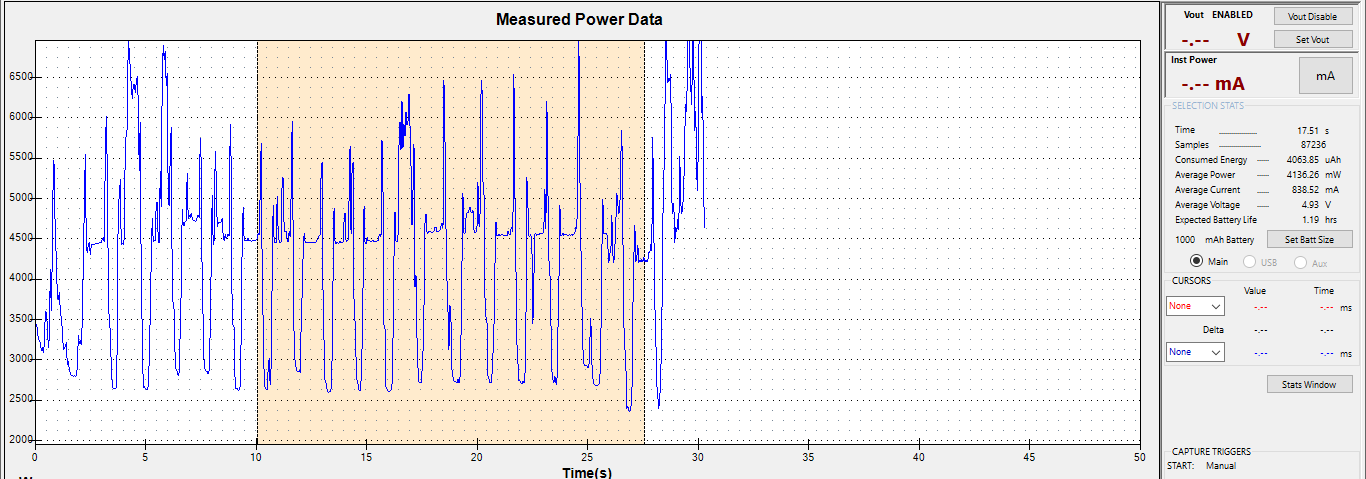 Measured Power Data
6500
6000
5500
5000
4500
4000
3500
3000
2500
2000
0 5 10 15 20 25 30 35 40 45 50
Time(s)
Vout ENABLED Vout Disable
-.-- V Set Vout
Inst Power
-.-- mA mA
SELECTION STATS
Time 17.51 s
Samples 87236
Consumed Energy 4063.85 uAh
Average Power 4136.26 mW
Average Current 838.52 mA
Average Voltage 4.93 V
Expected Battery Life 1.19 hrs
1000 mAh Battery Set Batt Size
Main USB Aux
CURSORS
Value Time
None -.-- -.-- ms
Delta -.-- -.--
None -.-- -.-- ms
Stats Window
CAPTURE TRIGGERS
START: Manual